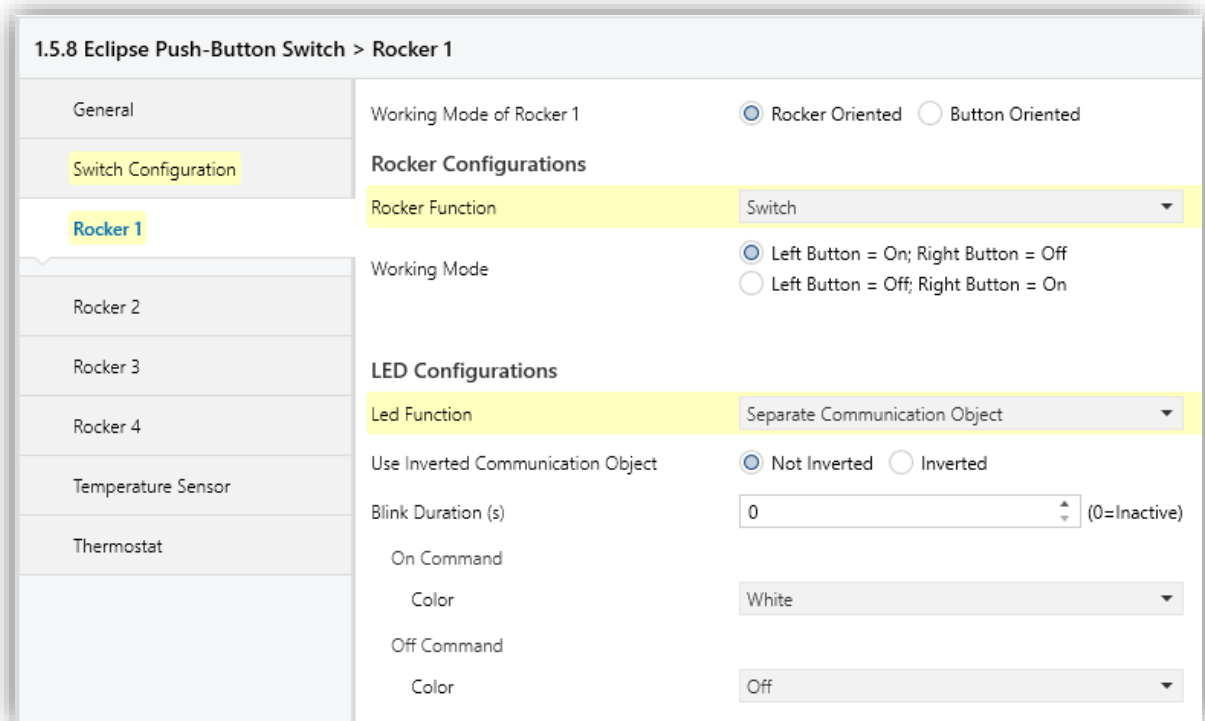 1.5.8 Eclipse Push-Button Switch > Rocker 1
General
Switch Configuration
Rocker 1
Rocker 2
Rocker 3
Rocker 4
Temperature Sensor
Thermostat
Working Mode of Rocker 1 Rocker Oriented Button Oriented
Rocker Configurations
Rocker Function Switch
Working Mode Left Button = On; Right Button = Off
Left Button = Off; Right Button = On
LED Configurations
Led Function Separate Communication Object
Use Inverted Communication Object Not Inverted Inverted
Blink Duration (s) 0 (0=Inactive)
On Command
Color White
Off Command
Color Off